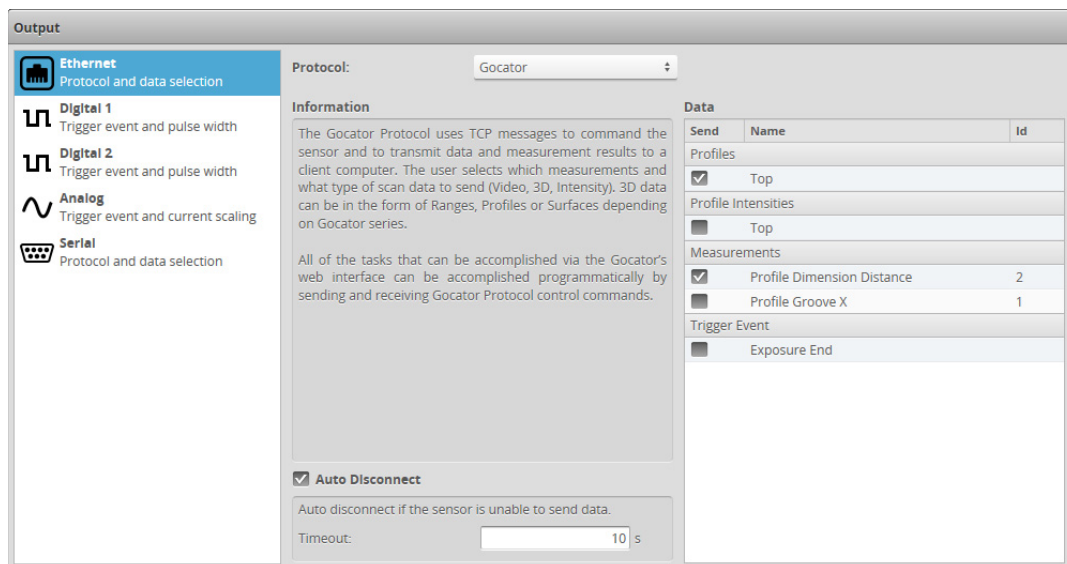 Output
Ethernet
Protocol and data selection
Digital 1
Trigger event and pulse width
Digital 2
Trigger event and pulse width
Analog
Trigger event and current scaling
Serial
Protocol and data selection
Protocol: Gocator
Information
The Gocator Protocol uses TCP messages to command the
sensor and to transmit data and measurement results to a
client computer. The user selects which measurements and
what type of scan data to send (Video, 3D, Intensity). 3D data
can be in the form of Ranges, Profiles or Surfaces depending
on Gocator series.
All of the tasks that can be accomplished via the Gocator's
web interface can be accomplished programmatically by
sending and receiving Gocator Protocol control commands.
Auto Disconnect
Auto disconnect if the sensor is unable to send data.
Timeout: 10 s
Data
Send Name Id
Profiles
Top
Profile Intensities
Top
Measurements
Profile Dimension Distance 2
Profile Groove X 1
Trigger Event
Exposure End